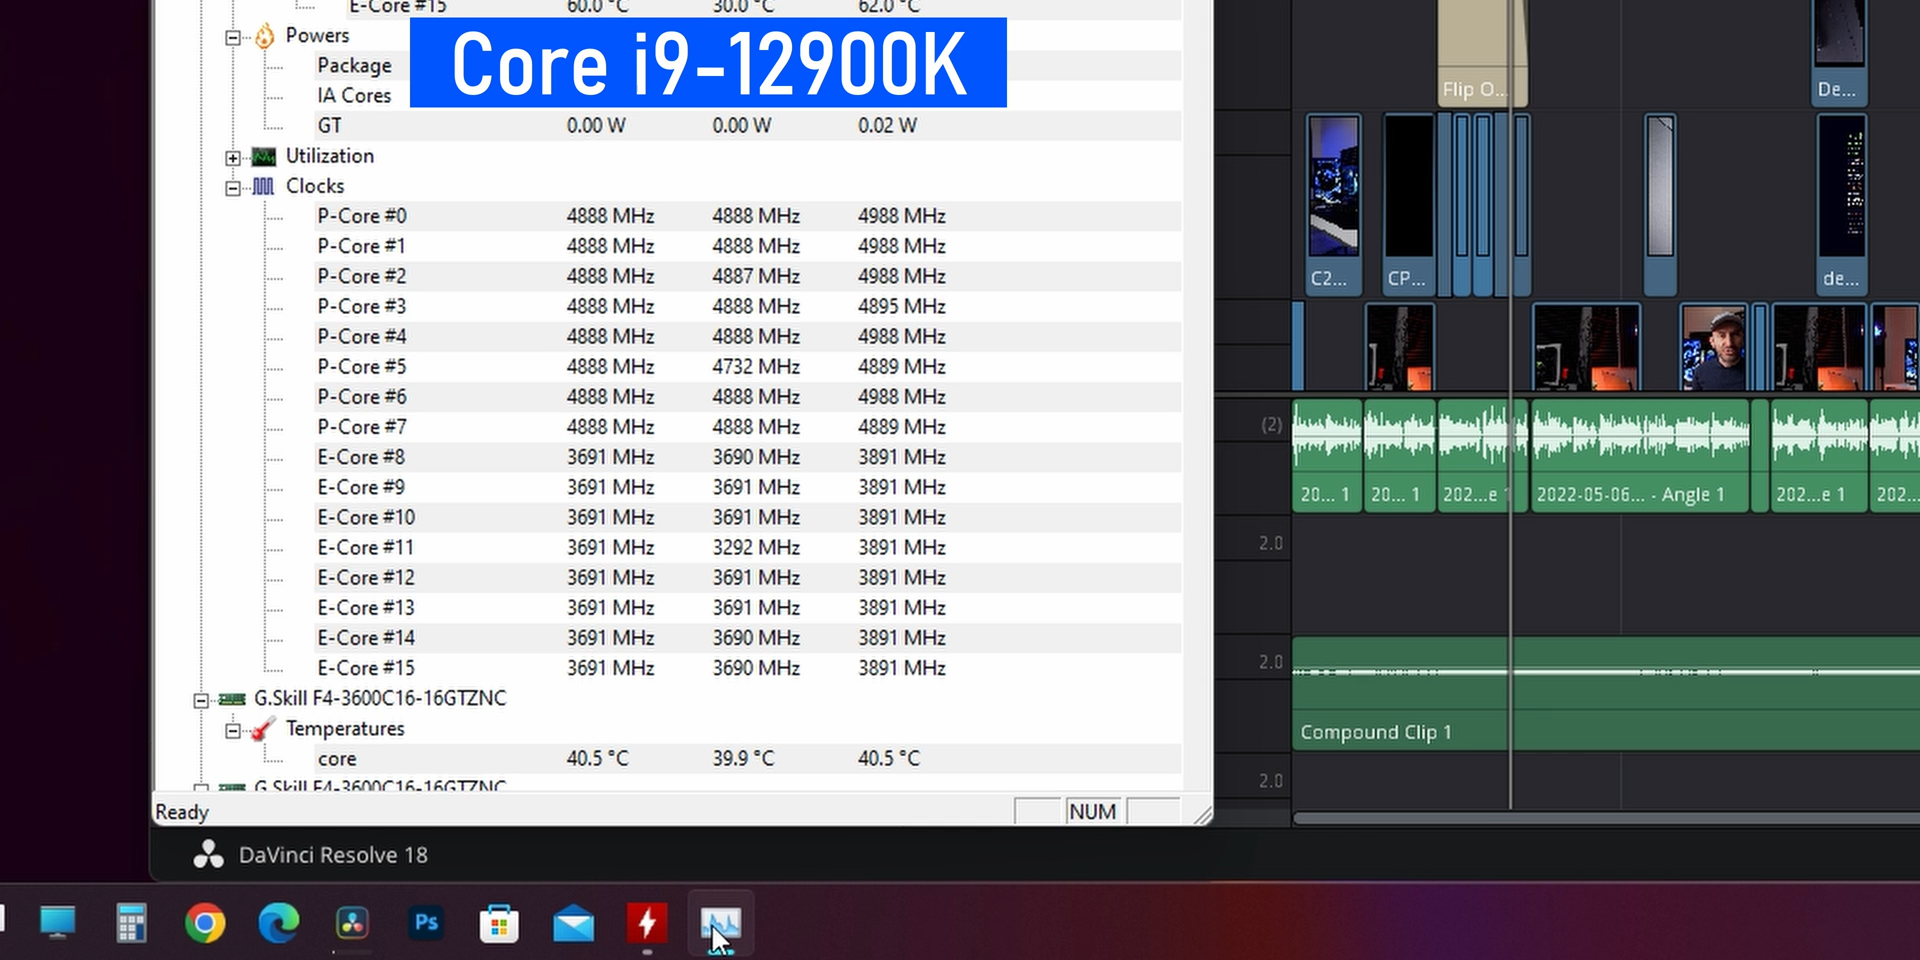 E-Core #15 60.0 °C 30.0 °C 62.0 °C
Powers
Core i9-12900K
Package
IA Cores
GT 0.00 W 0.00 W 0.02 W
Utilization
Clocks
P-Core #0 4888 MHz 4888 MHz 4988 MHz
P-Core #1 4888 MHz 4888 MHz 4988 MHz
P-Core #2 4888 MHz 4887 MHz 4988 MHz
P-Core #3 4888 MHz 4888 MHz 4895 MHz
P-Core #4 4888 MHz 4888 MHz 4988 MHz
P-Core #5 4888 MHz 4732 MHz 4889 MHz
P-Core #6 4888 MHz 4888 MHz 4988 MHz
P-Core #7 4888 MHz 4888 MHz 4889 MHz
E-Core #8 3691 MHz 3690 MHz 3891 MHz
E-Core #9 3691 MHz 3691 MHz 3891 MHz
E-Core #10 3691 MHz 3691 MHz 3891 MHz
E-Core #11 3691 MHz 3292 MHz 3891 MHz
E-Core #12 3691 MHz 3691 MHz 3891 MHz
E-Core #13 3691 MHz 3691 MHz 3891 MHz
E-Core #14 3691 MHz 3690 MHz 3891 MHz
E-Core #15 3691 MHz 3690 MHz 3891 MHz
G.Skill F4-3600C16-16GTZNC
Temperatures
core 40.5 °C 39.9 °C 40.5 °C
G.Skill F4-3600C16-16GTZNC
Ready NUM
Flip O... De...
C2... CP... de...
(2)
20... 1 20... 1 202...e 1 2022-05-06... - Angle 1 202...e 1 202...
2.0
2.0
Compound Clip 1
2.0
DaVinci Resolve 18
Ps